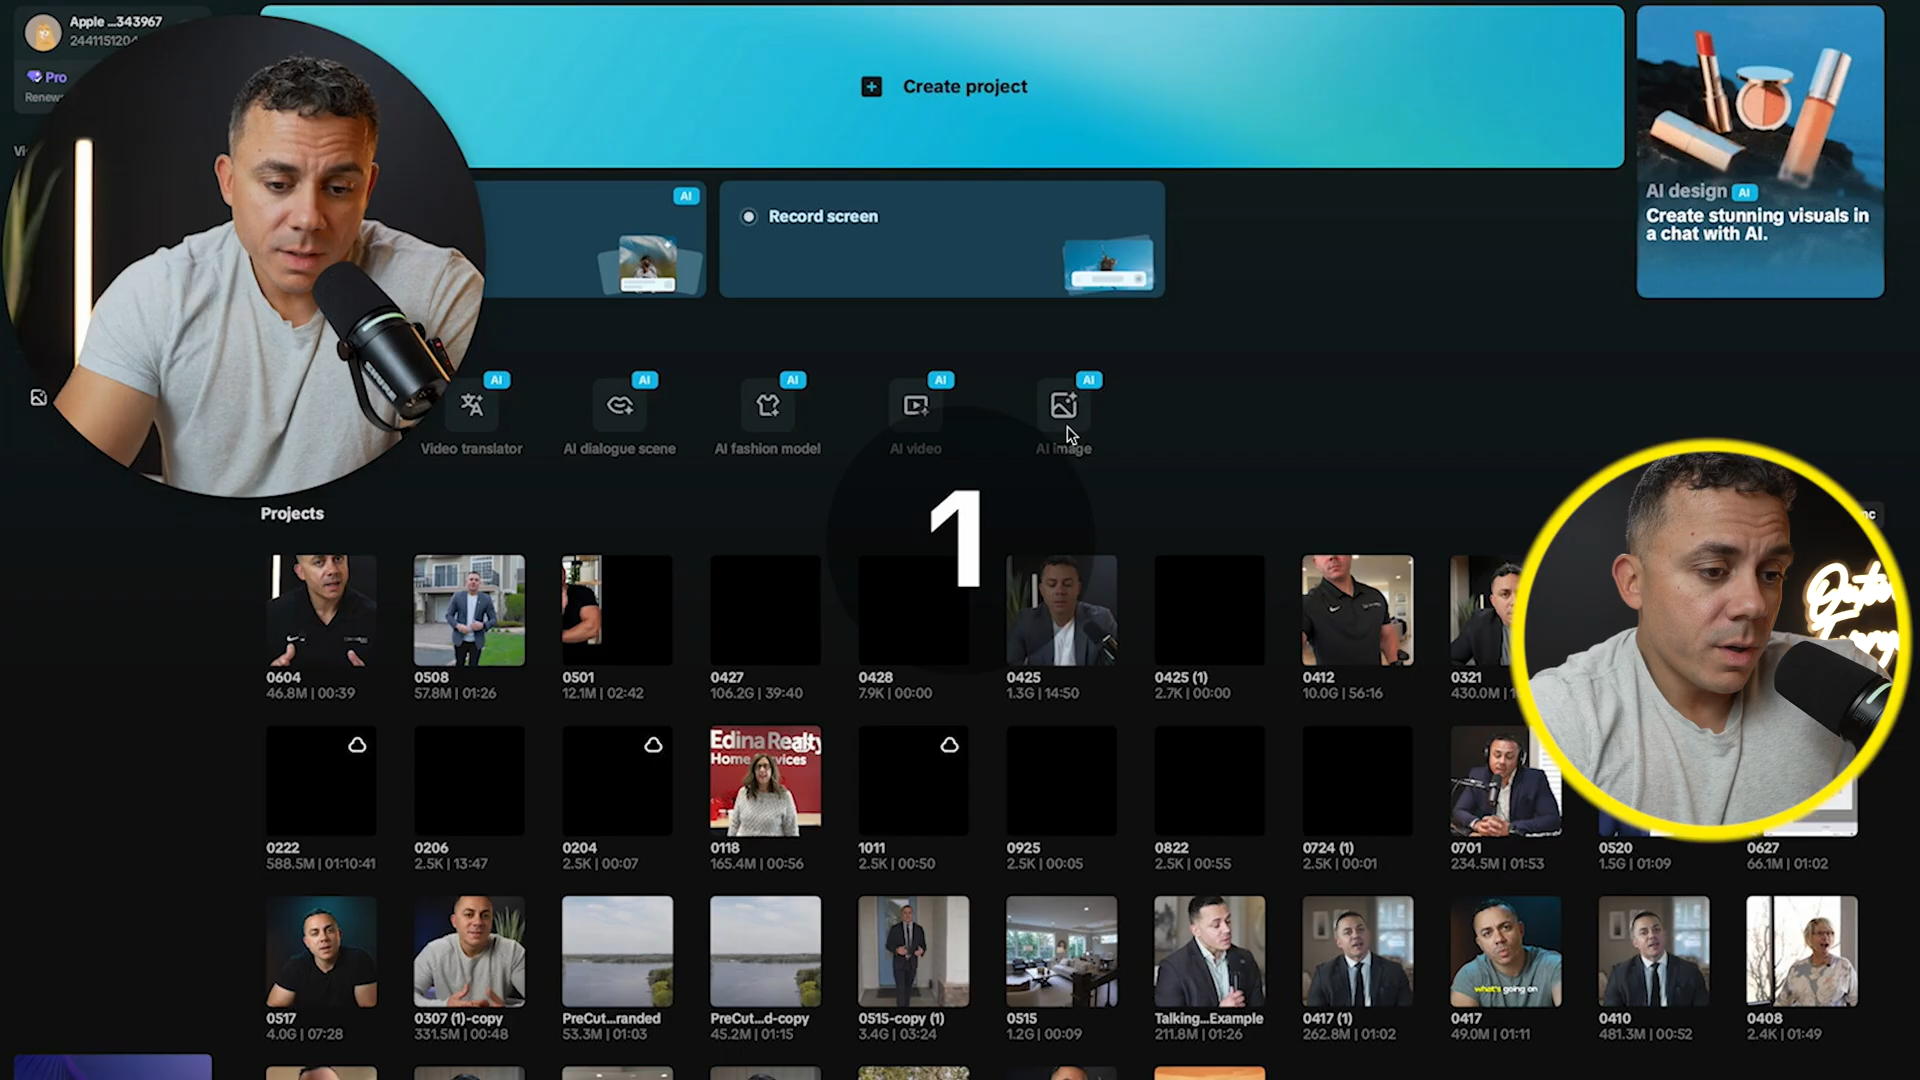 Apple ...343967
Pro
Create project
AI
Record screen
AI design AI
Create stunning visuals in
a chat with AI.
AI
AI
AI
AI
AI
Video translator
AI dialogue scene
AI fashion model
AI video
AI image
1
Projects
0604
46.8M | 00:39
0508
57.8M | 01:26
0501
12.1M | 02:42
0427
106.2G | 39:40
0428
7.9K | 00:00
0425
1.3G | 14:50
0425 (1)
2.7K | 00:00
0412
10.0G | 56:16
0321
430.0M
Edina Realty
Home Services
0222
588.5M | 01:10:41
0206
2.5K | 13:47
0204
2.5K | 00:07
0118
165.4M | 00:56
1011
2.5K | 00:50
0925
2.5K | 00:05
0822
2.5K | 00:55
0724 (1)
2.5K | 00:01
0701
234.5M | 01:53
0520
1.5G | 01:09
0627
66.1M | 01:02
what's going on
0517
4.0G | 07:28
0307 (1)-copy
331.5M | 00:48
PreCut...randed
53.3M | 01:03
PreCut...d-copy
45.2M | 01:15
0515-copy (1)
3.4G | 03:24
0515
1.2G | 00:09
Talking...Example
211.8M | 01:26
0417 (1)
262.8M | 01:02
0417
49.0M | 01:11
0410
481.3M | 00:52
0408
2.4K | 01:49